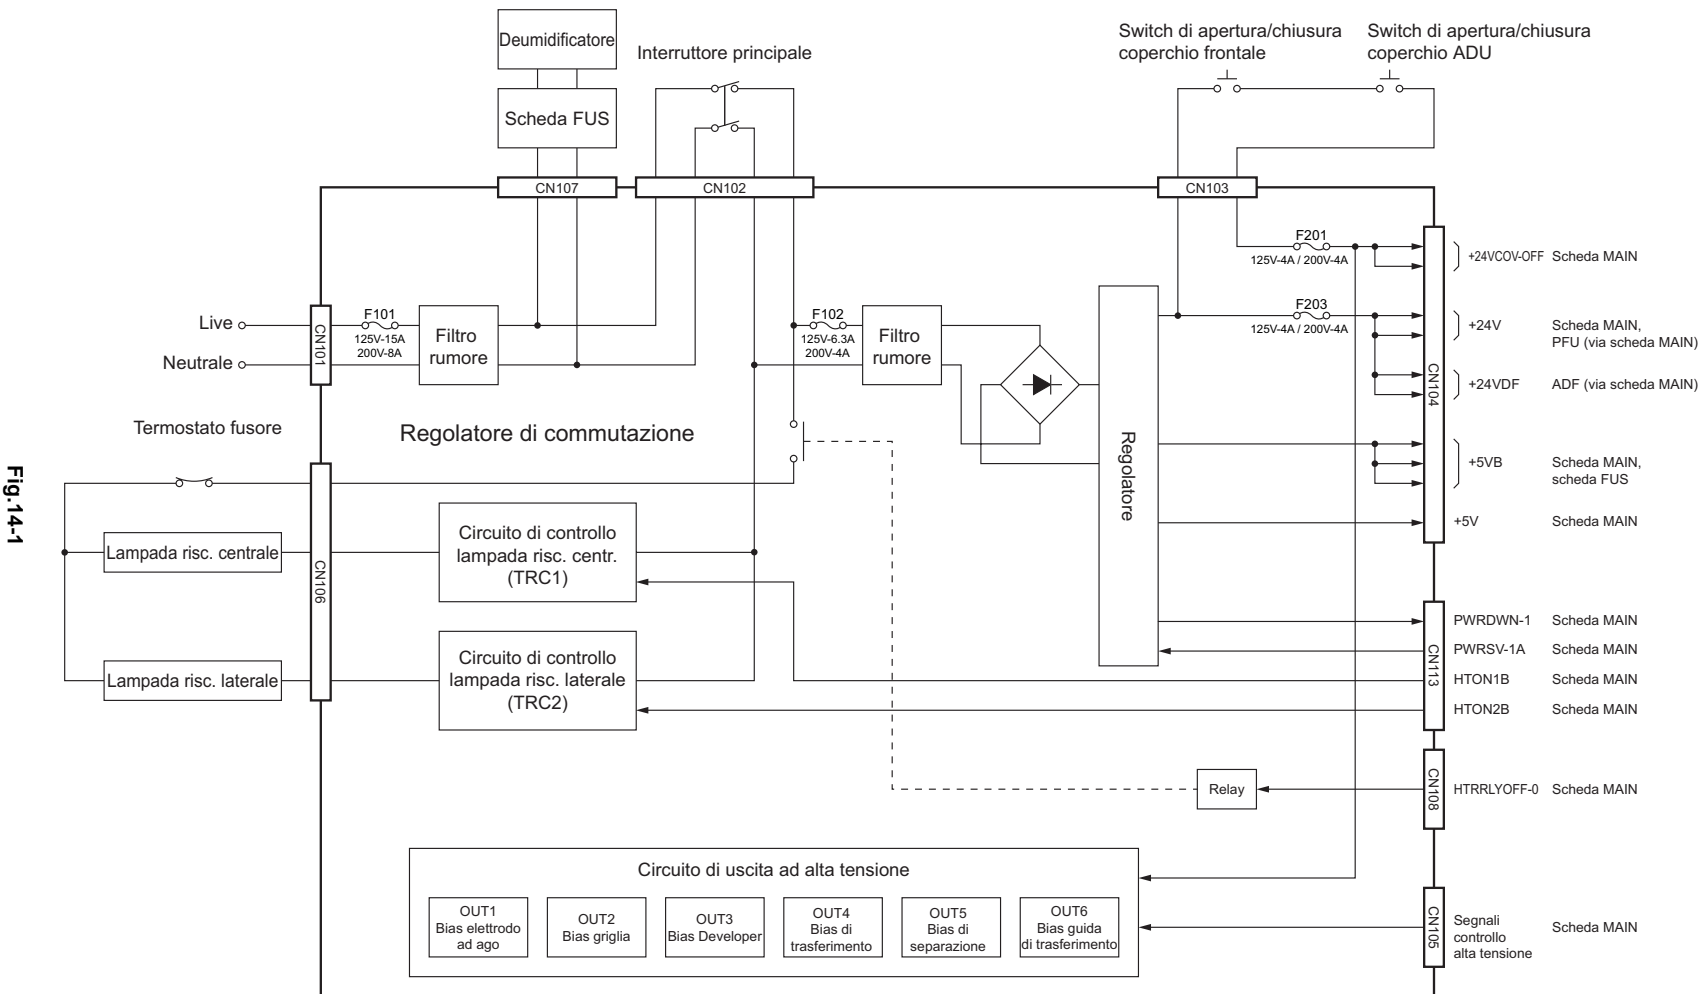 Deumidificatore
Interruttore principale
Switch di apertura/chiusura
coperchio frontale
Switch di apertura/chiusura
coperchio ADU
Scheda FUS
CN107
CN102
CN103
F201
125V-4A / 200V-4A
+24VCOV-OFF Scheda MAIN
Live
Neutrale
CN101
F101
125V-15A
200V-8A
Filtro
rumore
F102
125V-6.3A
200V-4A
Filtro
rumore
F203
125V-4A / 200V-4A
+24V Scheda MAIN,
PFU (via scheda MAIN)
CN104
+24VDF ADF (via scheda MAIN)
Termostato fusore
Regolatore di commutazione
Regolatore
+5VB Scheda MAIN,
scheda FUS
+5V Scheda MAIN
Fig.14-1
Lampada risc. centrale
CN106
Circuito di controllo
lampada risc. centr.
(TRC1)
Lampada risc. laterale
Circuito di controllo
lampada risc. laterale
(TRC2)
CN113
PWRDWN-1 Scheda MAIN
PWRSV-1A Scheda MAIN
HTON1B Scheda MAIN
HTON2B Scheda MAIN
Relay
CN108
HTRRLYOFF-0 Scheda MAIN
Circuito di uscita ad alta tensione
OUT1
Bias elettrodo
ad ago
OUT2
Bias griglia
OUT3
Bias Developer
OUT4
Bias di
trasferimento
OUT5
Bias di
separazione
OUT6
Bias guida
di trasferimento
CN105
Segnali
controllo
alta tensione
Scheda MAIN